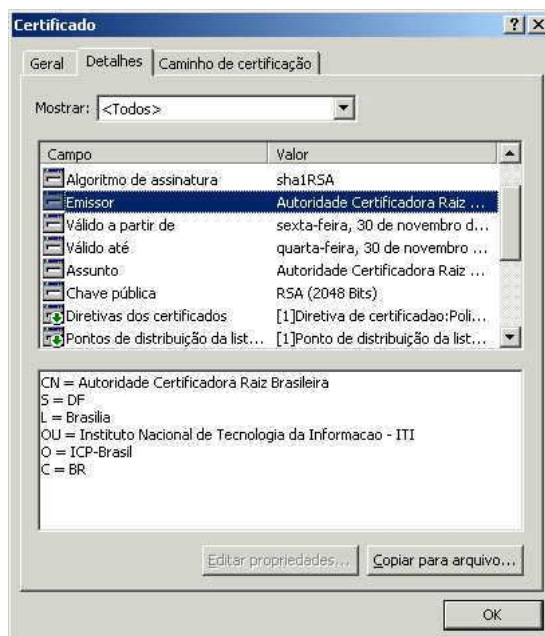 Certificado
Geral Detalhes Caminho de certificação
Mostrar: <Todos>
Campo Valor
Algoritmo de assinatura sha1RSA
Emissor Autoridade Certificadora Raiz ...
Válido a partir de sexta-feira, 30 de novembro d...
Válido até quarta-feira, 30 de novembro ...
Assunto Autoridade Certificadora Raiz ...
Chave pública RSA (2048 Bits)
Diretivas dos certificados [1]Diretiva de certificadao:Poli...
Pontos de distribuição da list... [1]Ponto de distribuição da list...
CN = Autoridade Certificadora Raiz Brasileira
S = DF
L = Brasilia
OU = Instituto Nacional de Tecnologia da Informacao - ITI
O = ICP-Brasil
C = BR
Editar propriedades... Copiar para arquivo...
OK